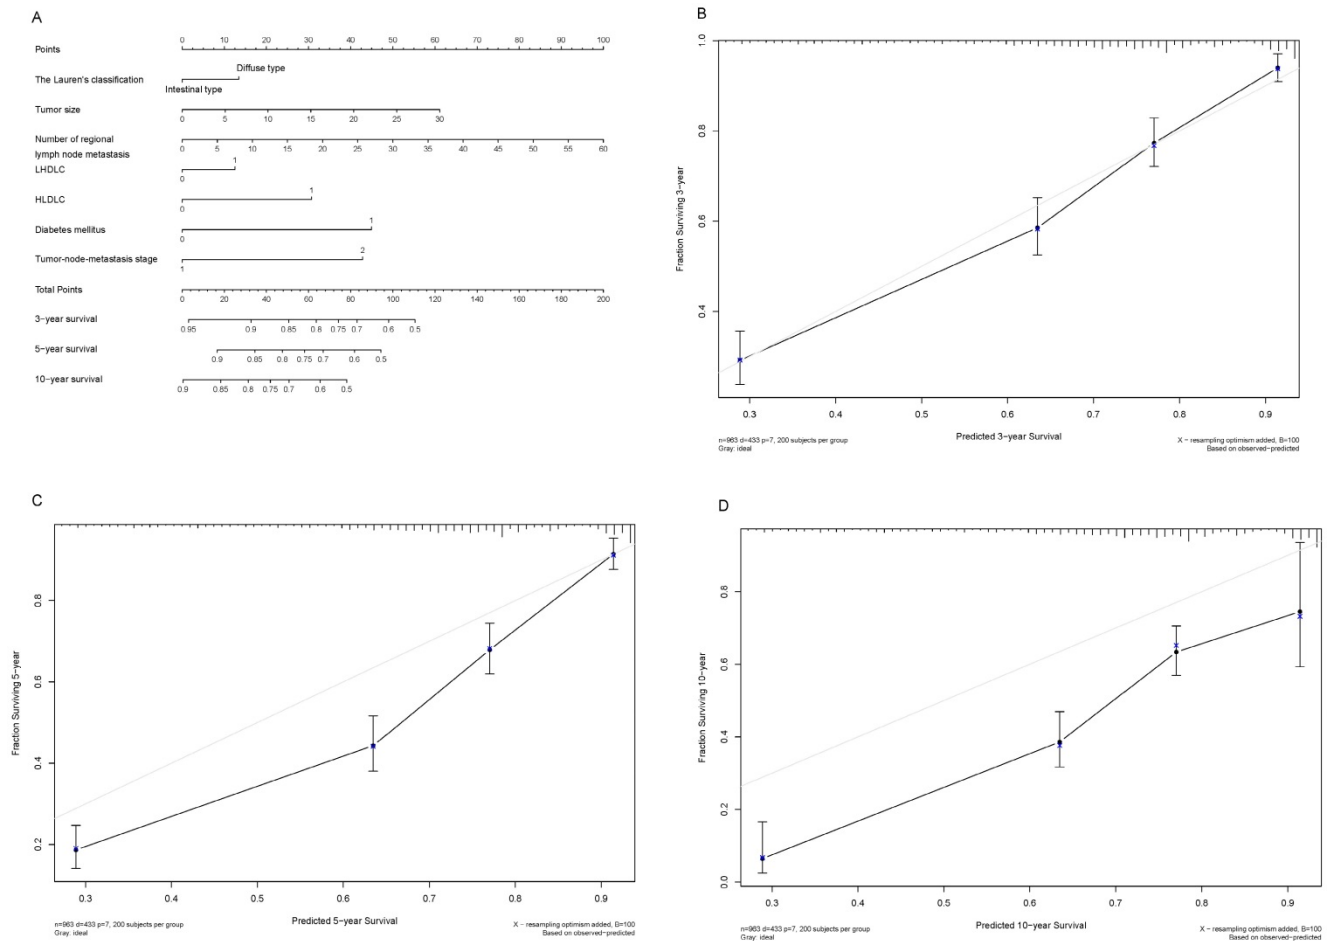 A
Points
0 10 20 30 40 50 60 70 80 90 100
Diffuse type
The Lauren's classification
Intestinal type
Tumor size
0 5 10 15 20 25 30
Number of regional
0 5 10 15 20 25 30 35 40 45 50 55 60
lymph node metastasis
1
LHDLC
0
1
HLDLC
0
1
Diabetes mellitus
0
2
Tumor-node-metastasis stage
1
Total Points
0 20 40 60 80 100 120 140 160 180 200
3-year survival
0.95 0.9 0.85 0.8 0.75 0.7 0.6 0.5
5-year survival
0.9 0.85 0.8 0.75 0.7 0.6 0.5
10-year survival
0.9 0.85 0.8 0.75 0.7 0.6 0.5
B
Fraction Surviving 3-year
1.0
0.8
0.6
0.4
0.3 0.4 0.5 0.6 0.7 0.8 0.9
Predicted 3-year Survival
n=963 d=433 p=7, 200 subjects per group
Gray: ideal
X - resampling optimism added, B=100
Based on observed-predicted
C
Fraction Surviving 5-year
0.8
0.6
0.4
0.2
0.3 0.4 0.5 0.6 0.7 0.8 0.9
Predicted 5-year Survival
n=963 d=433 p=7, 200 subjects per group
Gray: ideal
X - resampling optimism added, B=100
Based on observed-predicted
D
Fraction Surviving 10-year
0.8
0.6
0.4
0.2
0.0
0.3 0.4 0.5 0.6 0.7 0.8 0.9
Predicted 10-year Survival
n=963 d=433 p=7, 200 subjects per group
Gray: ideal
X - resampling optimism added, B=100
Based on observed-predicted